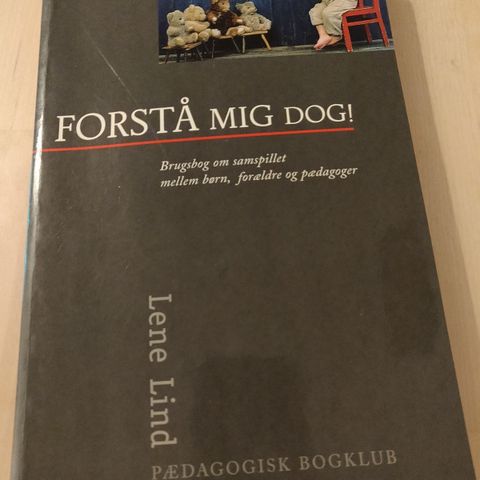 FORSTÅ MIG DOG!
Brugsbog om samspillet
mellem børn, forældre og pædagoger
Lene Lind
PÆDAGOGISK BOGKLUB